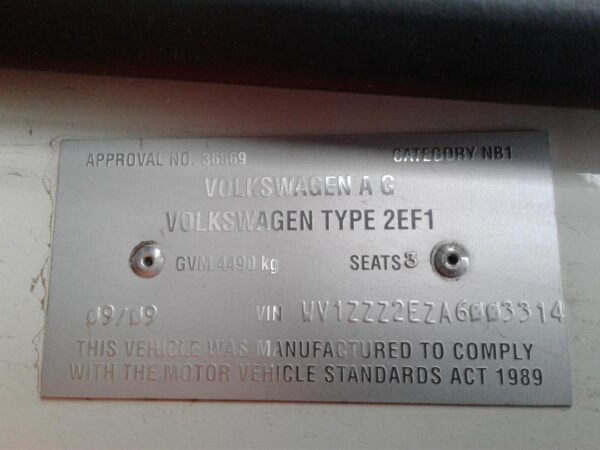 APPROVAL NO. 36569 CATEGORY NB1
VOLKSWAGEN A G
VOLKSWAGEN TYPE 2EF1
GVM 4490 kg SEATS 3
09/09 VIN WV1ZZZ2EZA6003314
THIS VEHICLE WAS MANUFACTURED TO COMPLY
WITH THE MOTOR VEHICLE STANDARDS ACT 1989